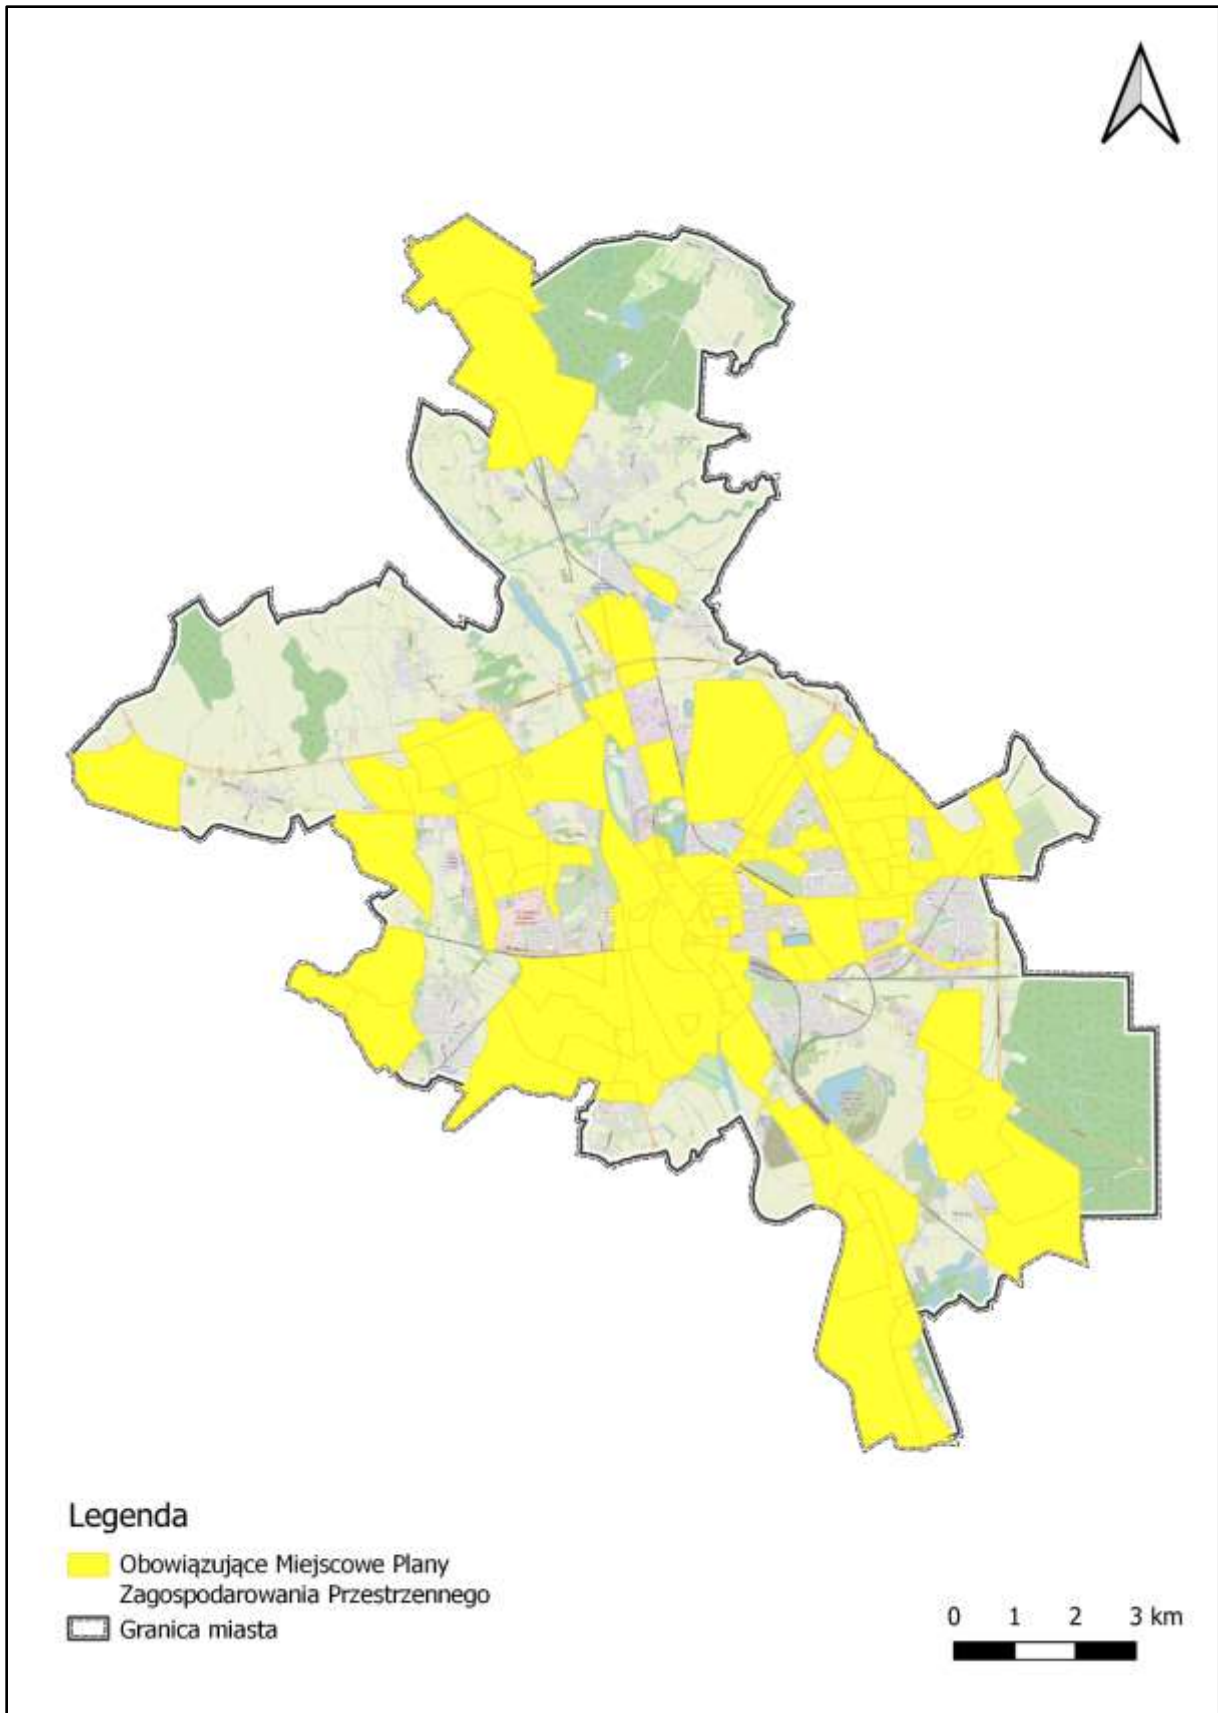 Legenda
Obowiązujące Miejscowe Plany
Zagospodarowania Przestrzennego
Granica miasta
0 1 2 3 km